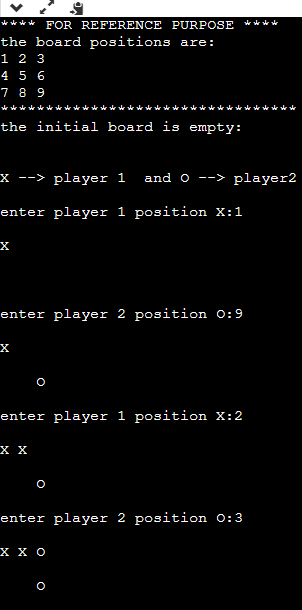 **** FOR REFERENCE PURPOSE ****
the board positions are:
1 2 3
4 5 6
7 8 9
*********************************
the initial board is empty:
X --> player 1  and O --> player2
enter player 1 position X:1
X
enter player 2 position O:9
X
    O
enter player 1 position X:2
X X
    O
enter player 2 position O:3
X X O
    O